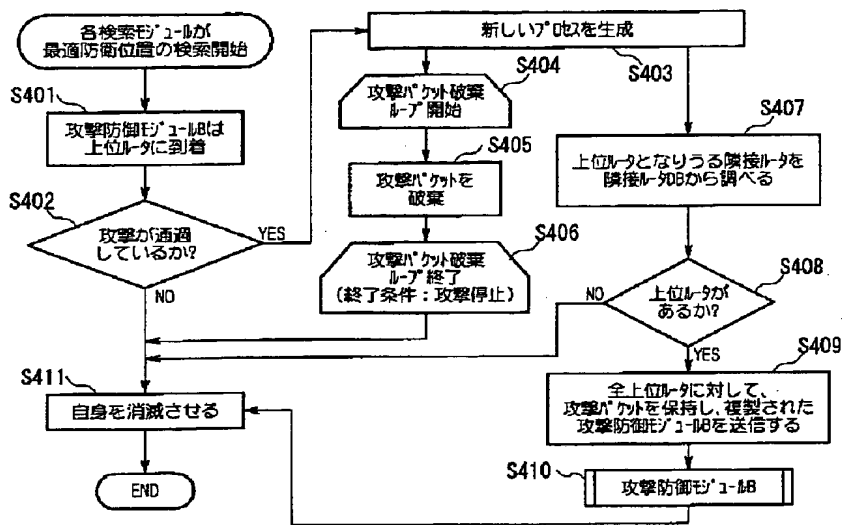 各検索モジュールが
最適防衛位置の検索開始
S401
攻撃防御モジュールBは
上位ルータに到着
S402
攻撃が通過
しているか?
YES
NO
新しいプロセスを生成
S403
S404
攻撃パケット破棄
ループ開始
S405
攻撃パケットを
破棄
S406
攻撃パケット破棄
ループ終了
(終了条件:攻撃停止)
S407
上位ルータとなりうる隣接ルータを
隣接ルータDBから調べる
S408
上位ルータが
あるか?
NO
YES
S409
全上位ルータに対して、
攻撃パケットを保持し、複製された
攻撃防御モジュールBを送信する
S410
攻撃防御モジュールB
S411
自身を消滅させる
END